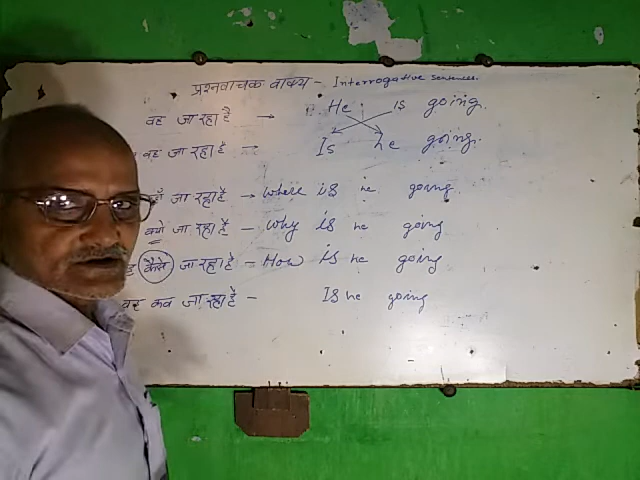 प्रश्नवाचक वाक्य - Interrogative sentences.
वह जा रहा है → He is going.
वह जा रहा है - Is he going.
जा रहा है → where is he going
क्यों जा रहा है - why is he going
कैसे जा रहा है - How is he going
वह कब जा रहा है - Is he going